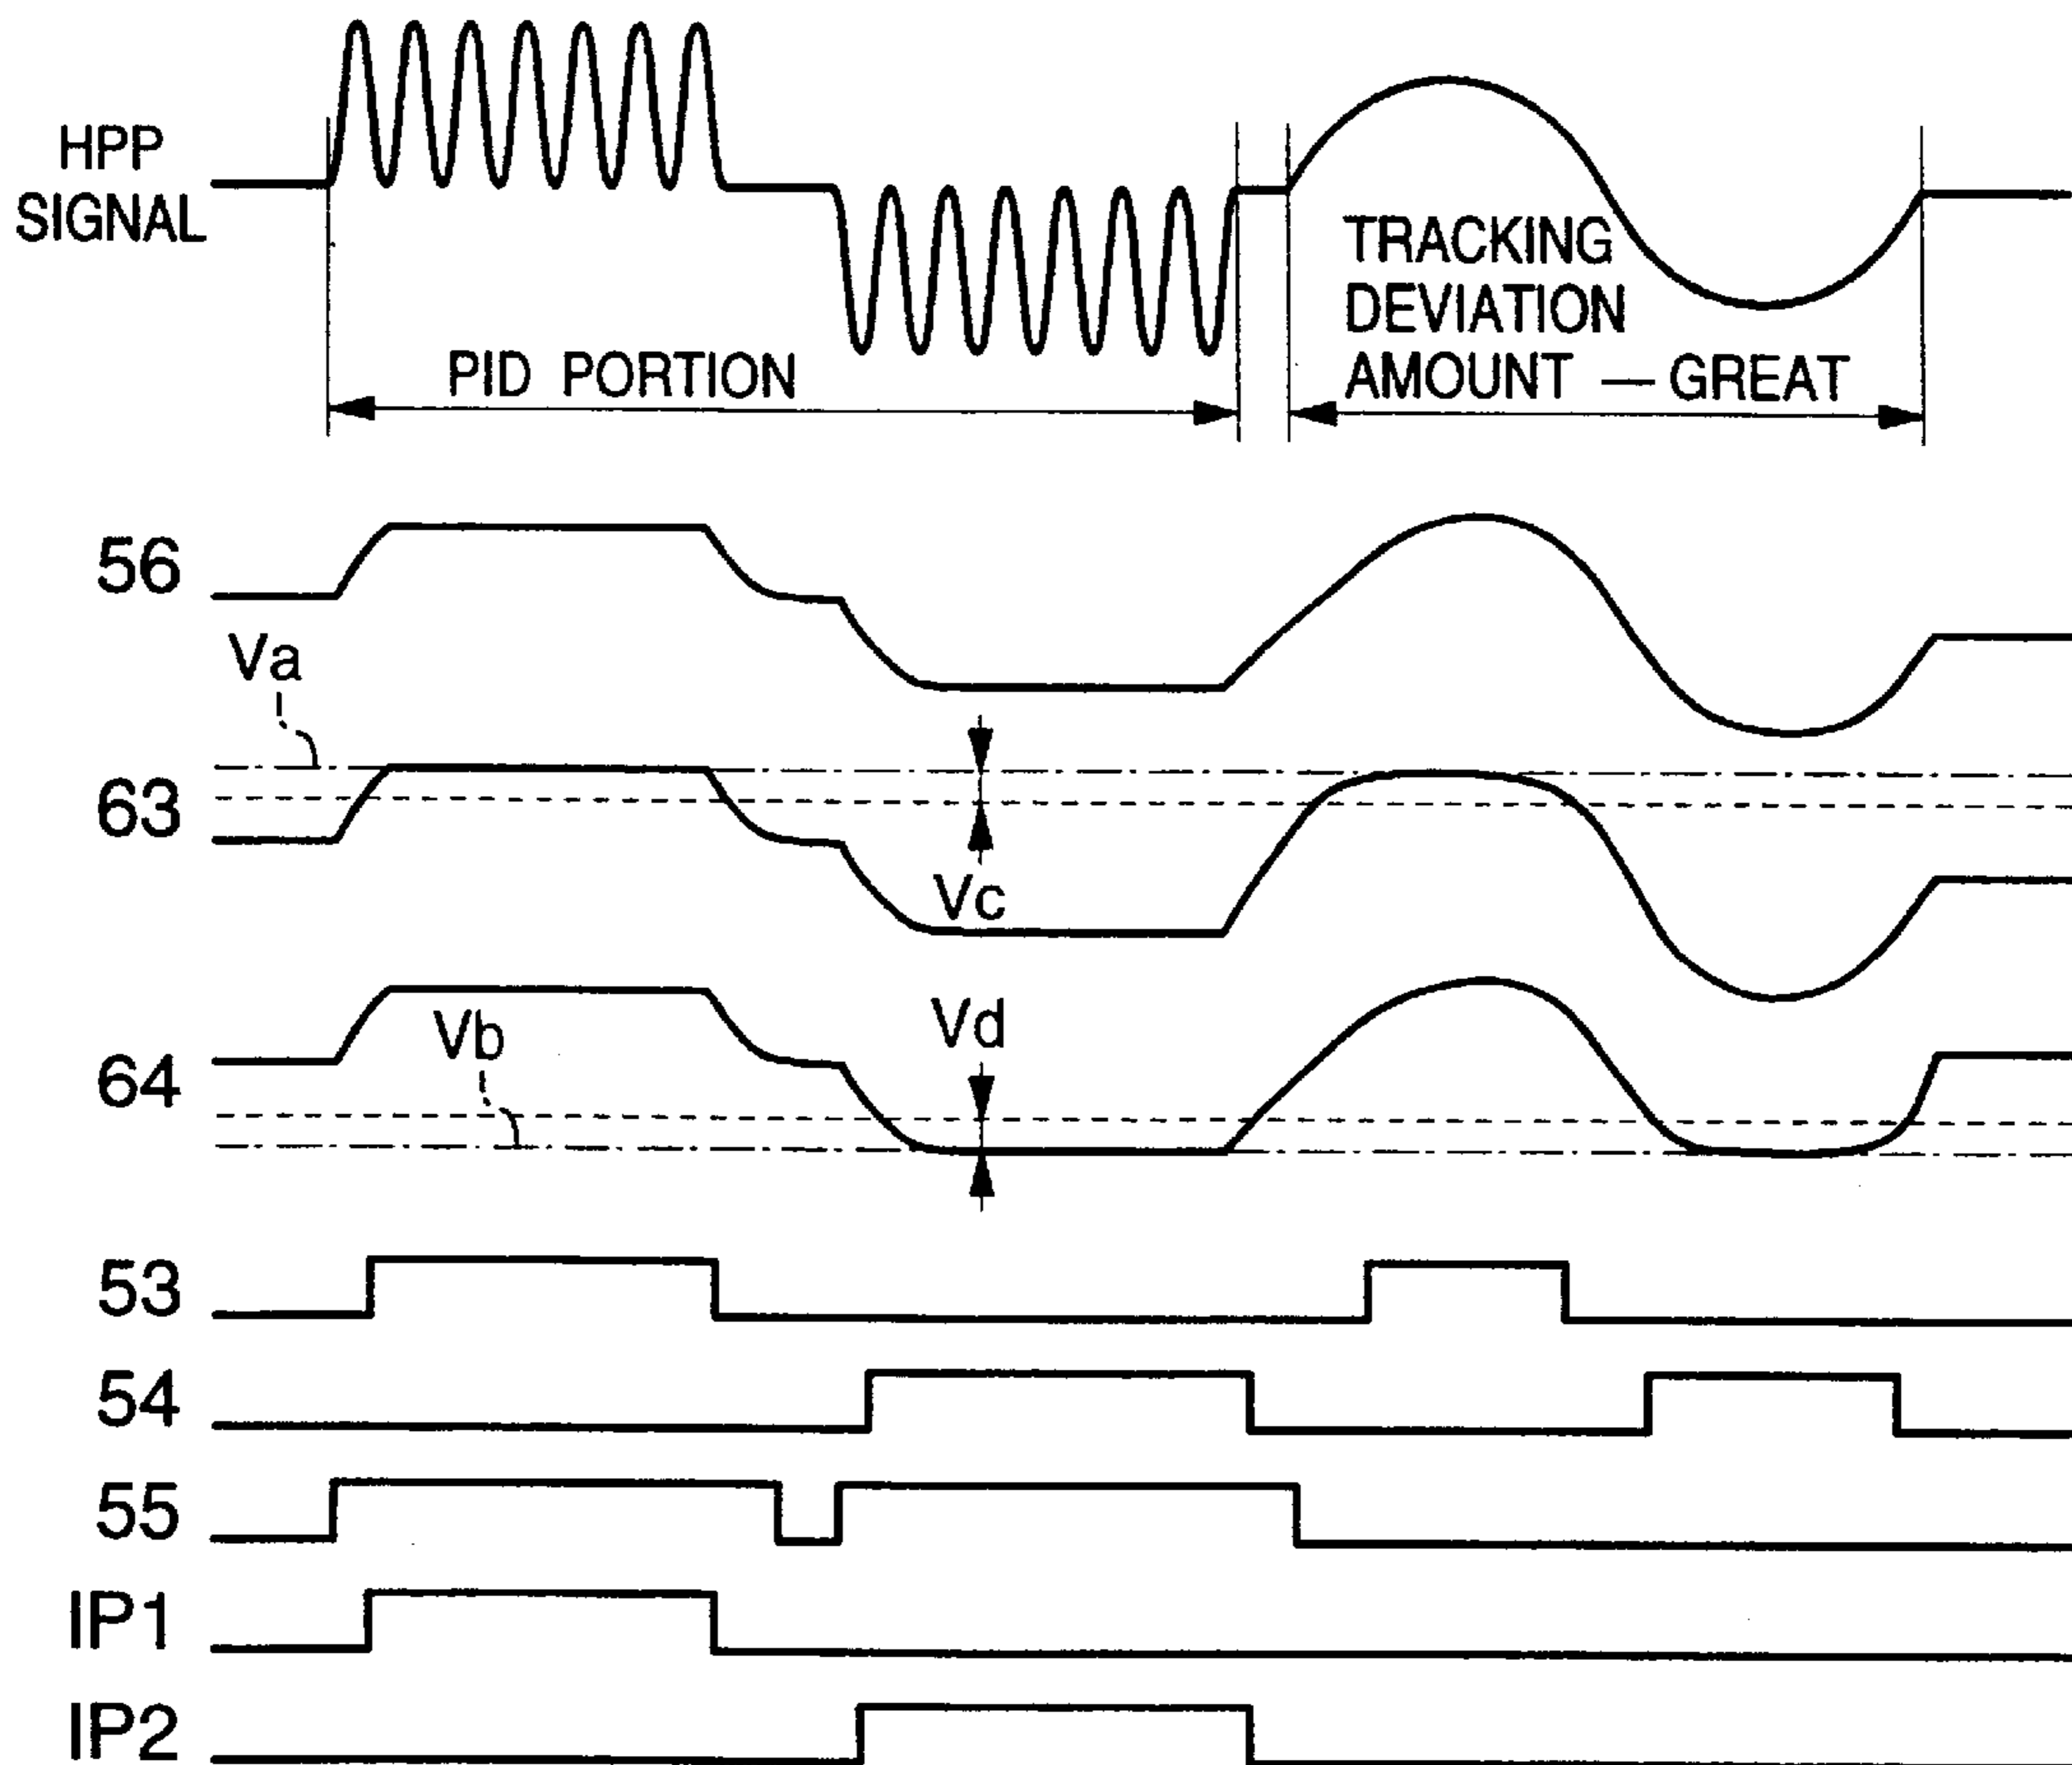 HPP
SIGNAL
PID PORTION
TRACKING
DEVIATION
AMOUNT — GREAT
56
Va
63
Vc
64
Vb
Vd
53
54
55
IP1
IP2